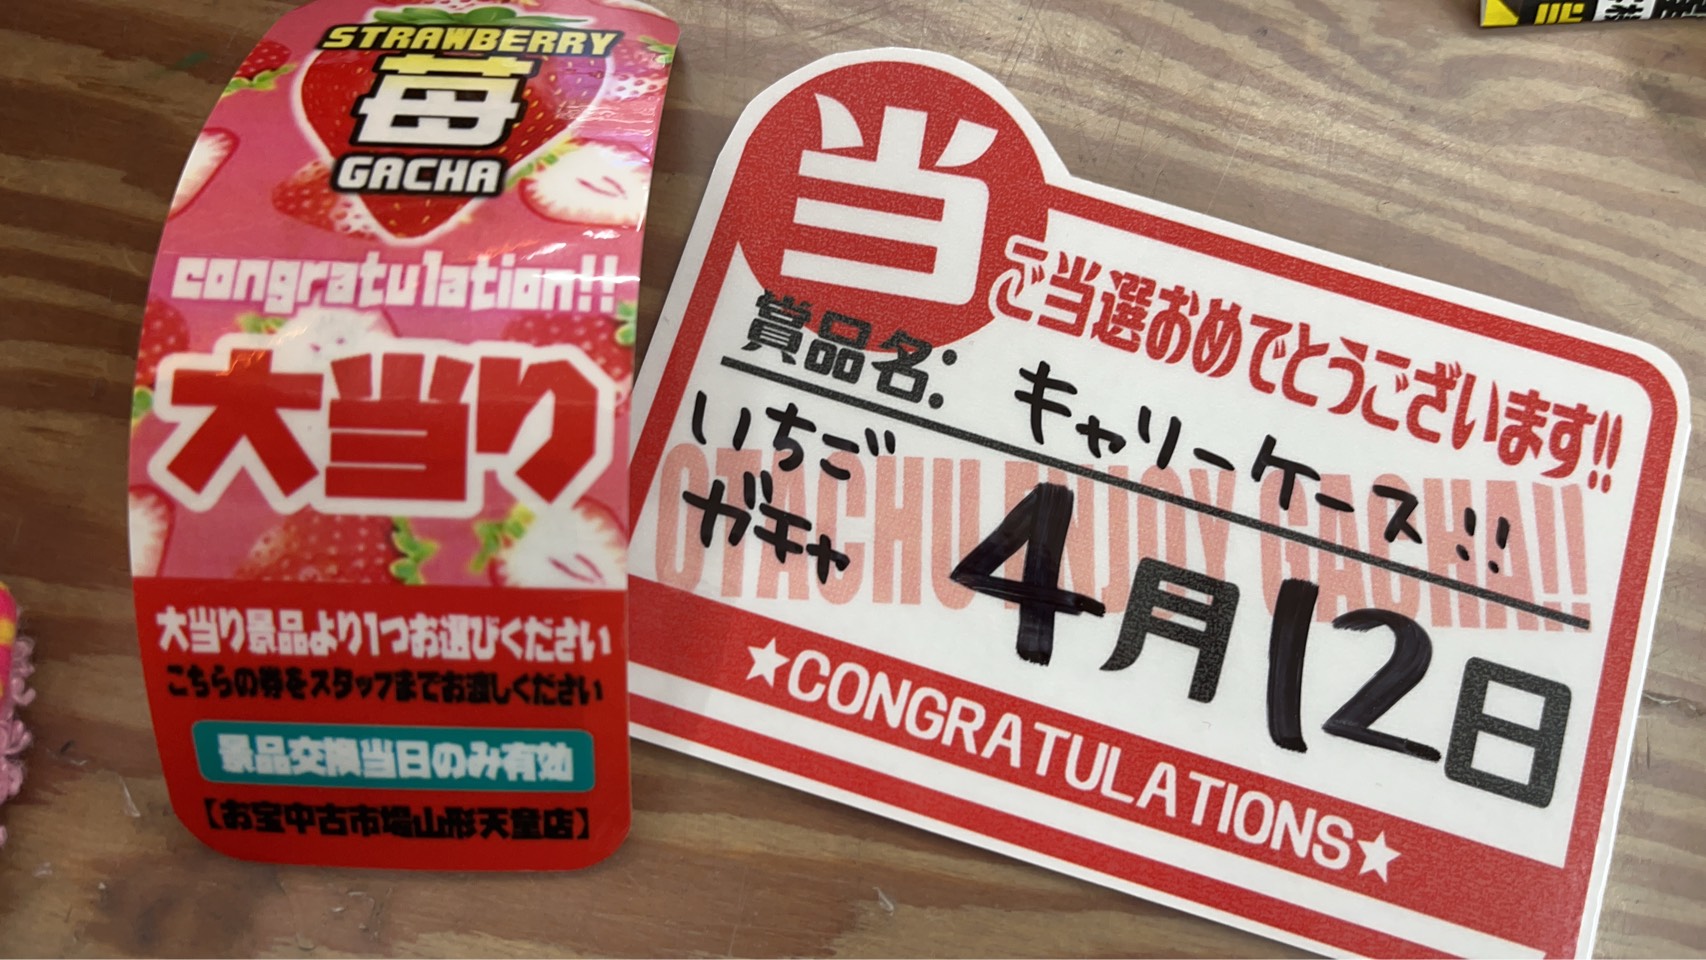 STRAWBERRY
苺
GACHA
congratulation!!
大当り
大当り景品より1つお選びください
こちらの券をスタッフまでお渡しください
景品交換当日のみ有効
【お宝中古市場山形天童店】
当
ご当選おめでとうございます!!
賞品名: キャリーケース!!
いちご
ガチャ
OTACHU ENJOY GACHA!!
4月12日
★CONGRATULATIONS★